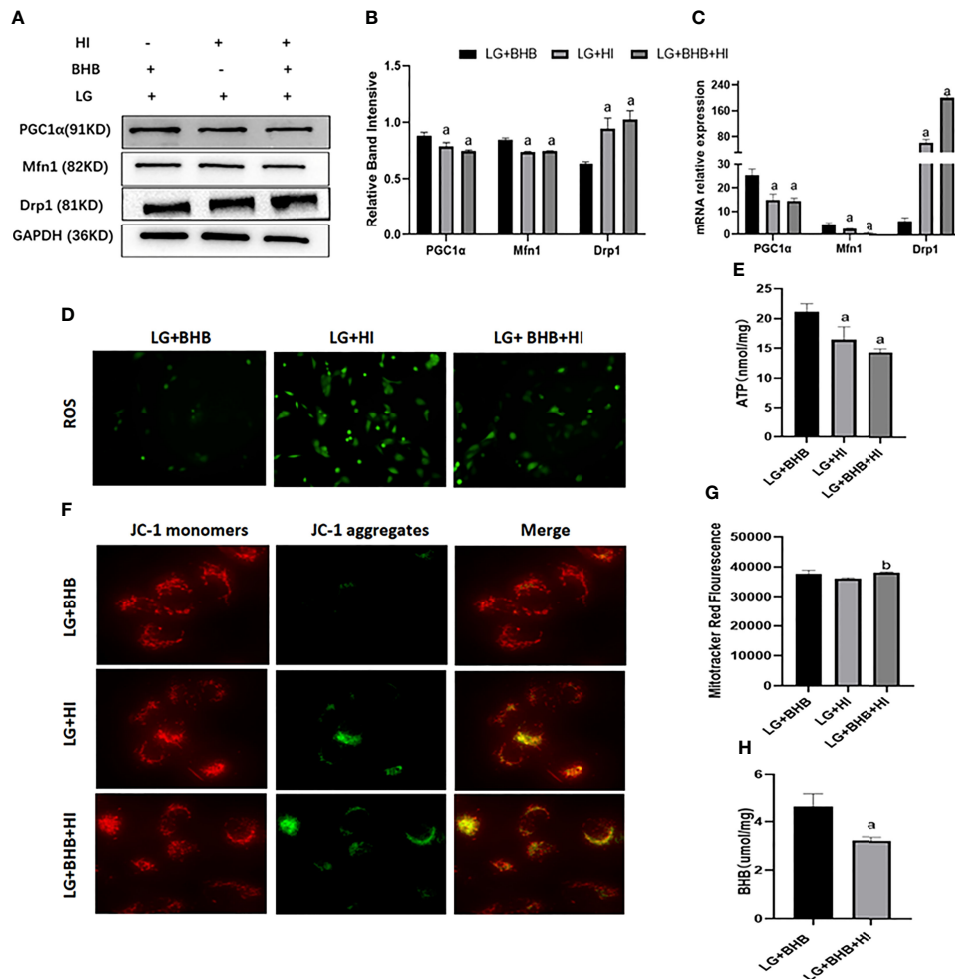 A
HI - + +
BHB + - +
LG + + +
PGC1α(91KD)
Mfn1 (82KD)
Drp1 (81KD)
GAPDH (36KD)
B
LG+BHB LG+HI LG+BHB+HI
Relative Band Intensive
1.5
1.0
0.5
0.0
a a a a a a
PGC1α Mfn1 Drp1
C
mRNA relative expression
240
160
80
30
20
10
0
a a a a a a
PGC1α Mfn1 Drp1
D
LG+BHB LG+HI LG+ BHB+HI
ROS
E
ATP(nmol/mg)
25
20
15
10
5
0
a a
LG+BHB LG+HI LG+BHB+HI
F
JC-1 monomers JC-1 aggregates Merge
LG+BHB
LG+HI
LG+BHB+HI
G
Mitotracker Red Flourescence
50000
40000
30000
20000
10000
0
b
LG+BHB LG+HI LG+BHB+HI
H
BHB(umol/mg)
6
4
2
0
a
LG+BHB LG+BHB+HI